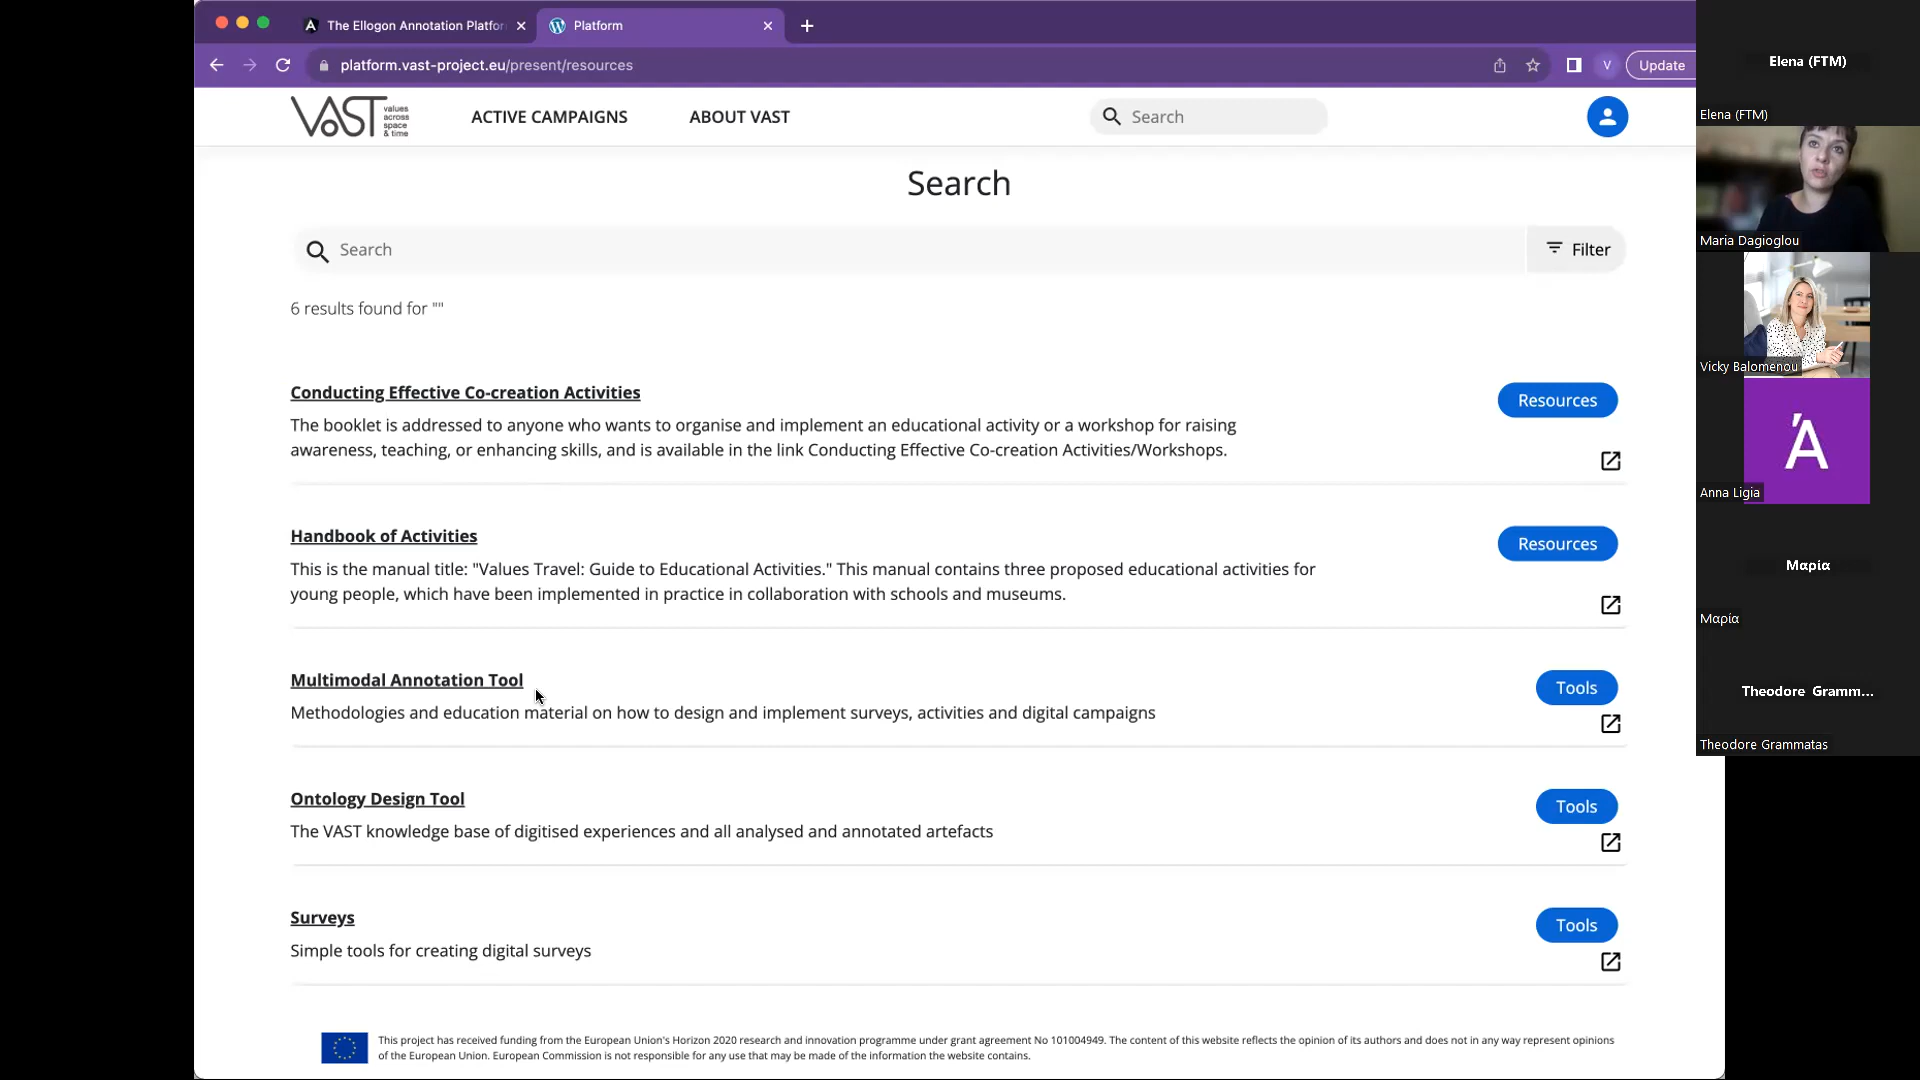 The Ellogon Annotation Platfor
Platform
platform.vast-project.eu/present/resources
V
Update
VAST values across space & time
ACTIVE CAMPAIGNS
ABOUT VAST
Search
Search
Search
Filter
6 results found for ""
Conducting Effective Co-creation Activities
Resources
The booklet is addressed to anyone who wants to organise and implement an educational activity or a workshop for raising
awareness, teaching, or enhancing skills, and is available in the link Conducting Effective Co-creation Activities/Workshops.
Handbook of Activities
Resources
This is the manual title: "Values Travel: Guide to Educational Activities." This manual contains three proposed educational activities for
young people, which have been implemented in practice in collaboration with schools and museums.
Multimodal Annotation Tool
Tools
Methodologies and education material on how to design and implement surveys, activities and digital campaigns
Ontology Design Tool
Tools
The VAST knowledge base of digitised experiences and all analysed and annotated artefacts
Surveys
Tools
Simple tools for creating digital surveys
This project has received funding from the European Union's Horizon 2020 research and innovation programme under grant agreement No 101004949. The content of this website reflects the opinion of its authors and does not in any way represent opinions
of the European Union. European Commission is not responsible for any use that may be made of the information the website contains.
Elena (FTM)
Elena (FTM)
Maria Dagioglou
Vicky Balomenou
Ά
Anna Ligia
Μαρία
Μαρία
Theodore Gramm...
Theodore Grammatas